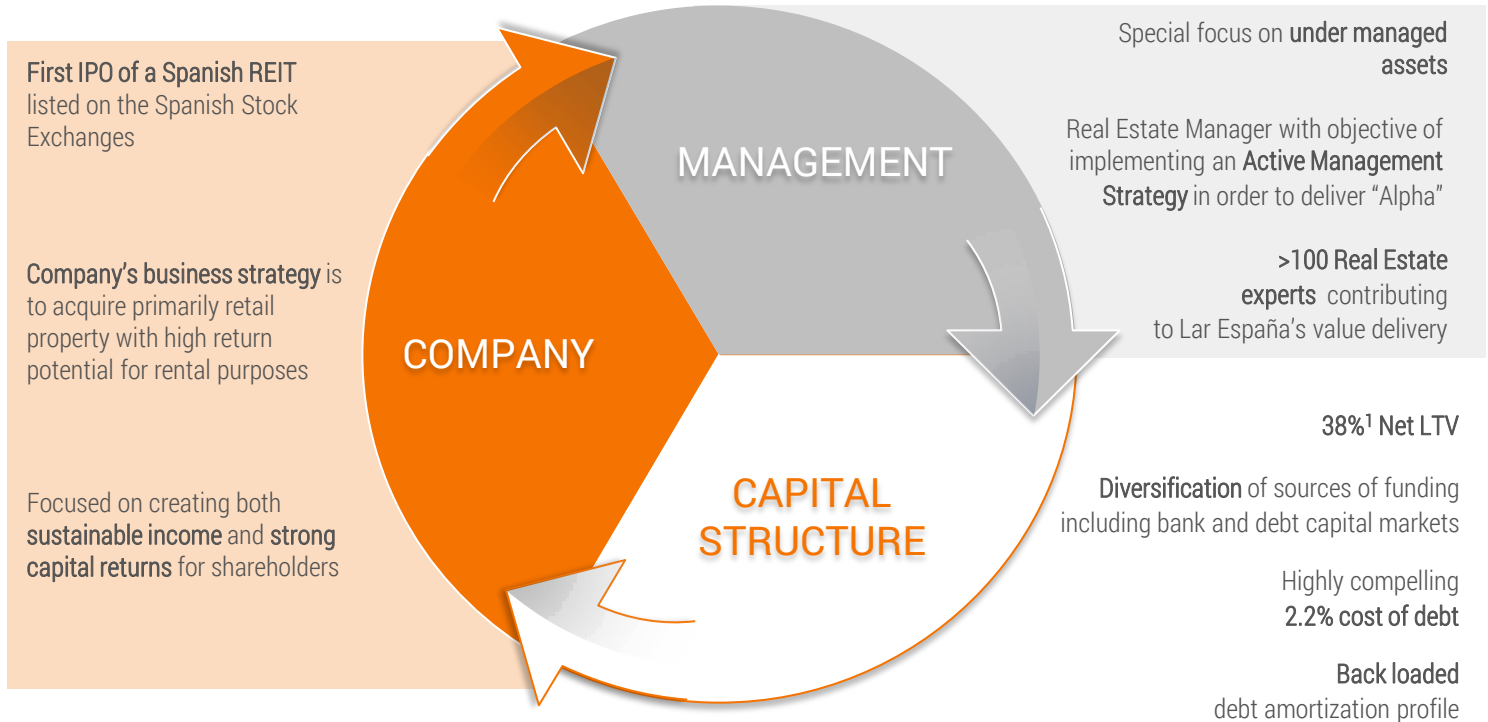 First IPO of a Spanish REIT
listed on the Spanish Stock
Exchanges
Company's business strategy is
to acquire primarily retail
property with high return
potential for rental purposes
Focused on creating both
sustainable income and strong
capital returns for shareholders
COMPANY
MANAGEMENT
CAPITAL
STRUCTURE
Special focus on under managed
assets
Real Estate Manager with objective of
implementing an Active Management
Strategy in order to deliver “Alpha”
>100 Real Estate
experts contributing
to Lar España's value delivery
38%¹ Net LTV
Diversification of sources of funding
including bank and debt capital markets
Highly compelling
2.2% cost of debt
Back loaded
debt amortization profile